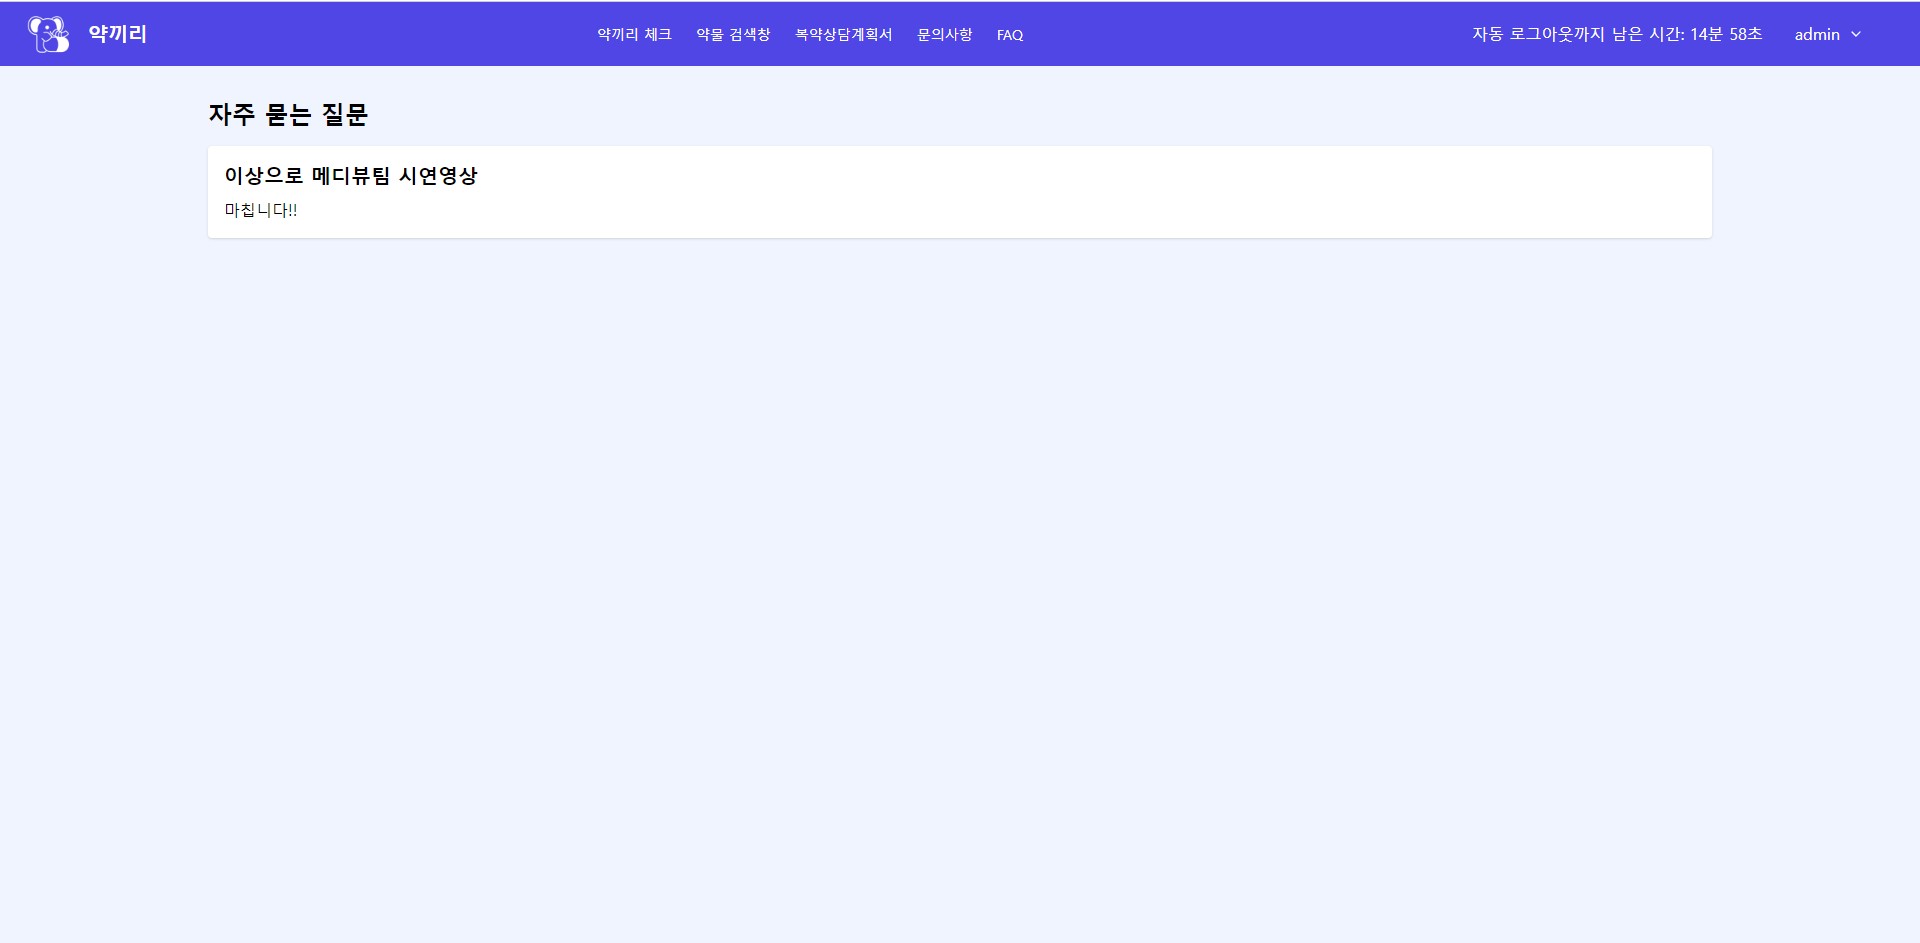 약끼리
약끼리 체크 약물 검색창 복약상담계획서 문의사항 FAQ
자동 로그아웃까지 남은 시간: 14분 58초 admin
자주 묻는 질문
이상으로 메디뷰팀 시연영상
마칩니다!!